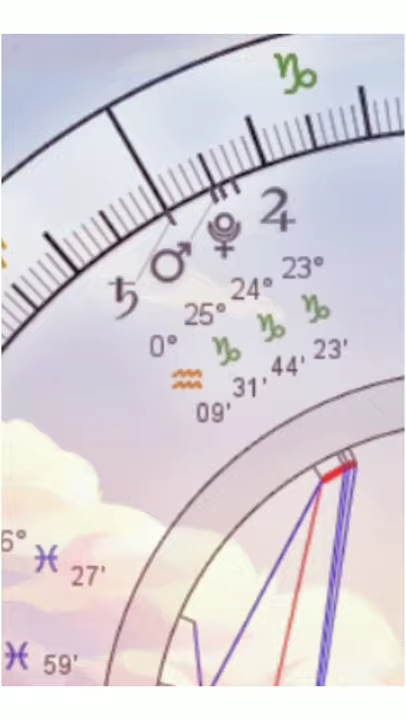 ♑
♄ ♂ ♇ ♃
0° 25° 24° 23°
♒ ♑ ♑ ♑
09' 31' 44' 23'
6° ♓ 27'
♓ 59'